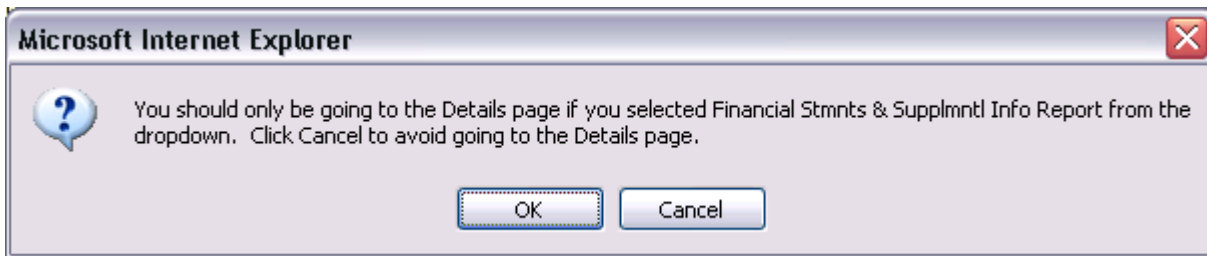 Microsoft Internet Explorer
You should only be going to the Details page if you selected Financial Stmnts & Supplmntl Info Report from the
dropdown.  Click Cancel to avoid going to the Details page.
OK
Cancel